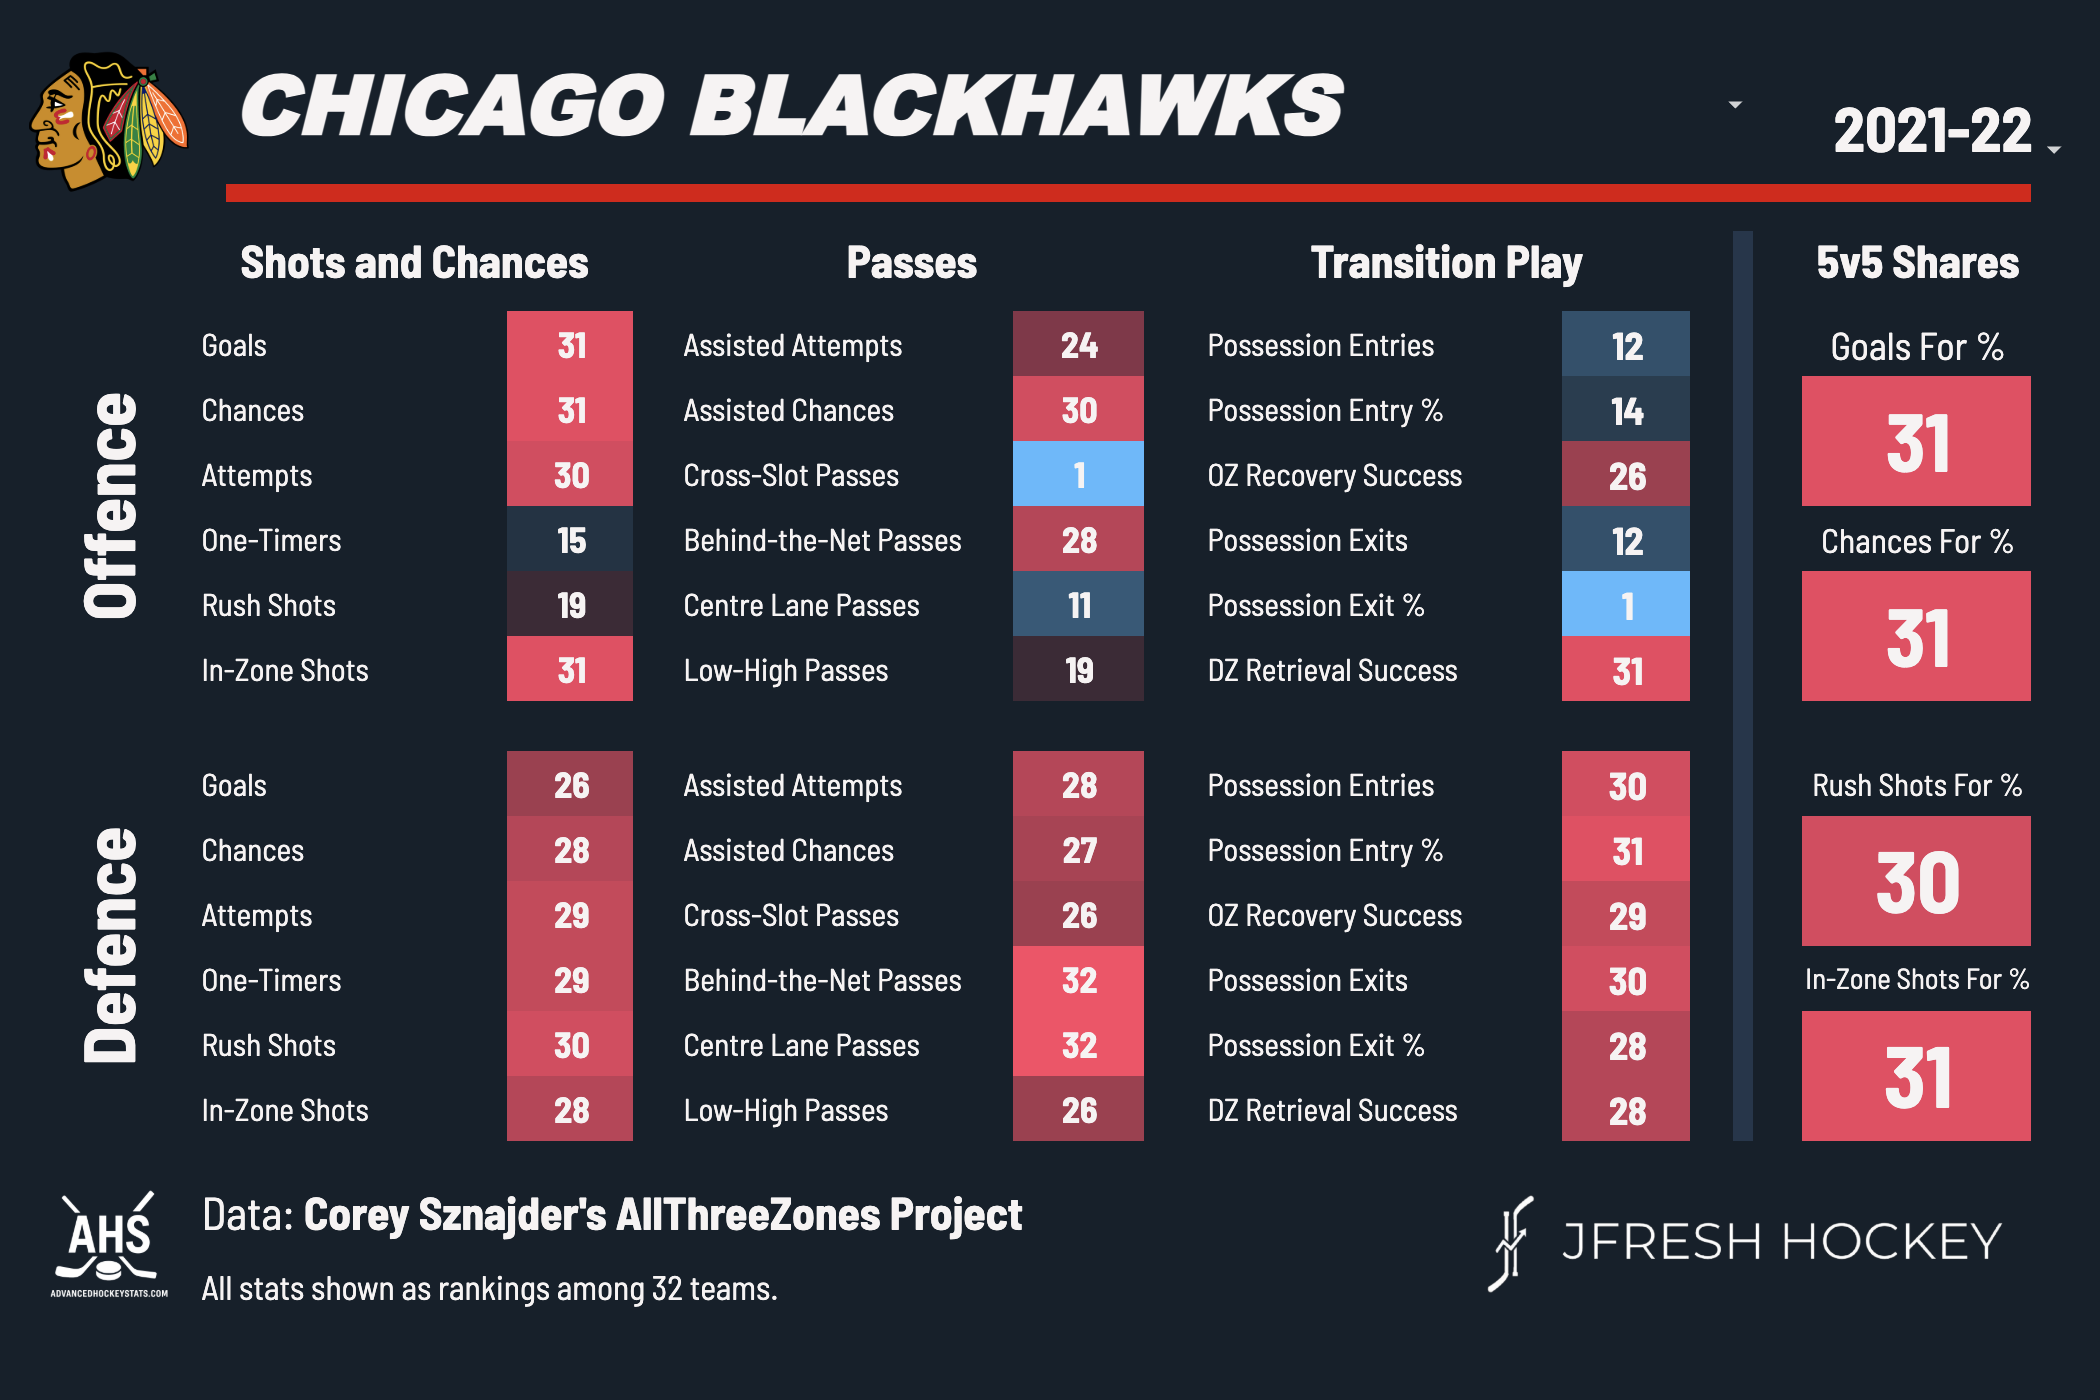 CHICAGO BLACKHAWKS
2021-22
Shots and Chances Passes Transition Play 5v5 Shares
Offence
Goals 31 Assisted Attempts 24 Possession Entries 12 Goals For %
Chances 31 Assisted Chances 30 Possession Entry % 14 31
Attempts 30 Cross-Slot Passes 1 OZ Recovery Success 26
One-Timers 15 Behind-the-Net Passes 28 Possession Exits 12 Chances For %
Rush Shots 19 Centre Lane Passes 11 Possession Exit % 1 31
In-Zone Shots 31 Low-High Passes 19 DZ Retrieval Success 31
Defence
Goals 26 Assisted Attempts 28 Possession Entries 30 Rush Shots For %
Chances 28 Assisted Chances 27 Possession Entry % 31 30
Attempts 29 Cross-Slot Passes 26 OZ Recovery Success 29
One-Timers 29 Behind-the-Net Passes 32 Possession Exits 30 In-Zone Shots For %
Rush Shots 30 Centre Lane Passes 32 Possession Exit % 28 31
In-Zone Shots 28 Low-High Passes 26 DZ Retrieval Success 28
AHS
ADVANCEDHOCKEYSTATS.COM
Data: Corey Sznajder's AllThreeZones Project
All stats shown as rankings among 32 teams.
JFRESH HOCKEY